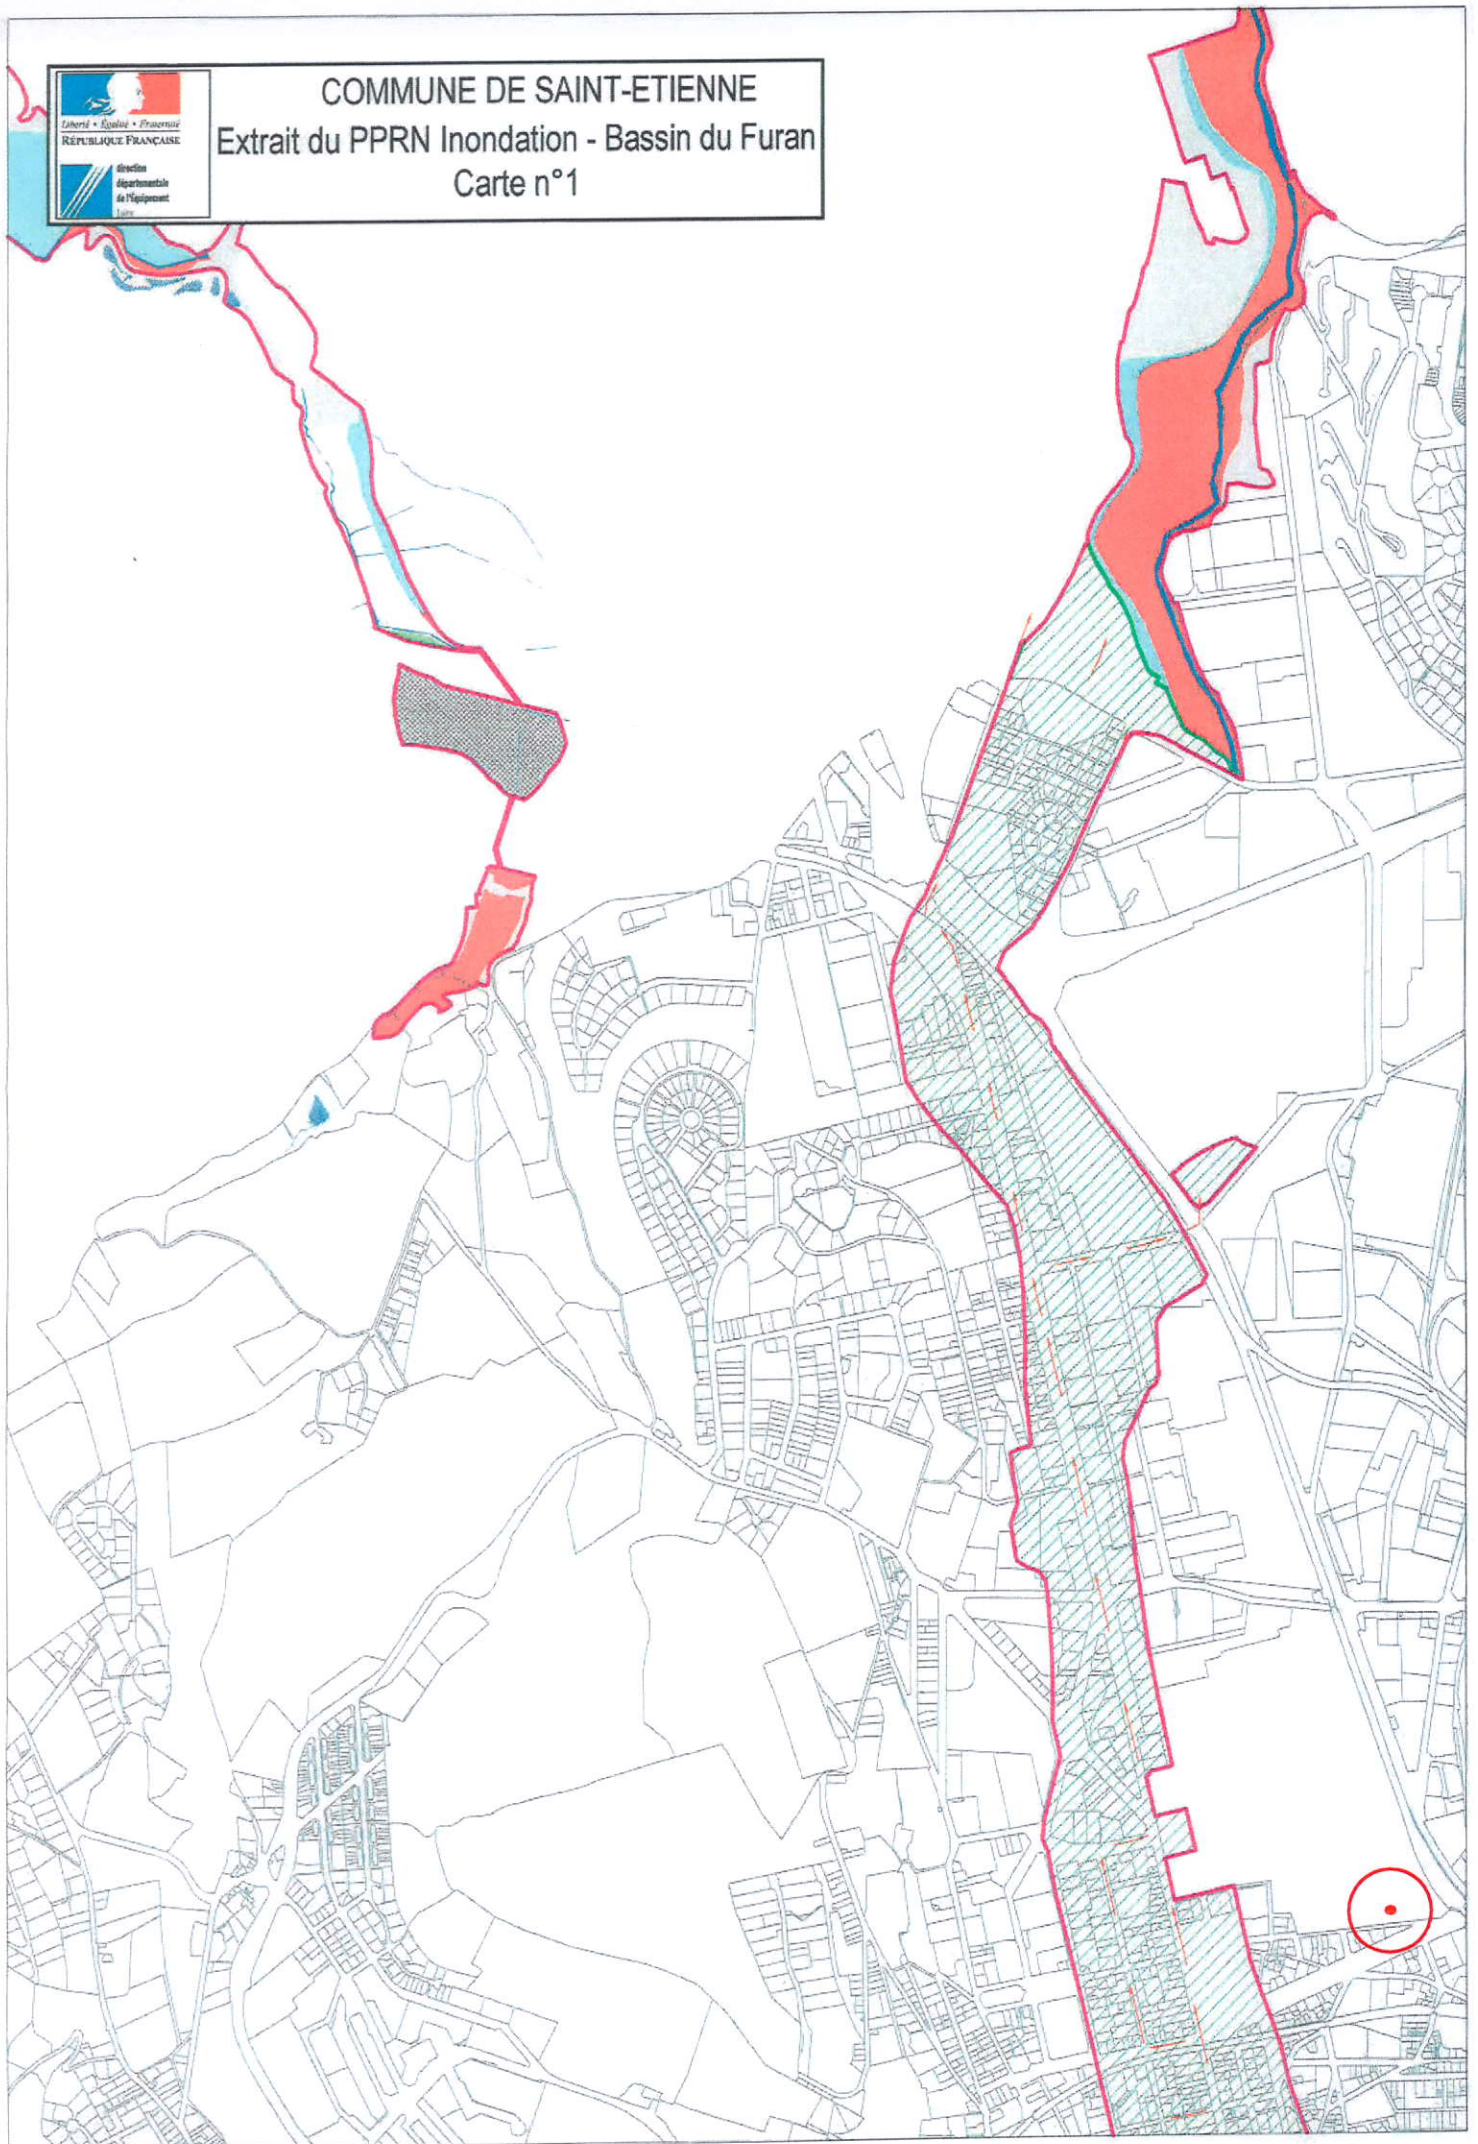 COMMUNE DE SAINT-ETIENNE
Extrait du PPRN Inondation - Bassin du Furan
Carte n°1
Liberté • Égalité • Fraternité
RÉPUBLIQUE FRANÇAISE
direction
départementale
de l'Équipement
Loire